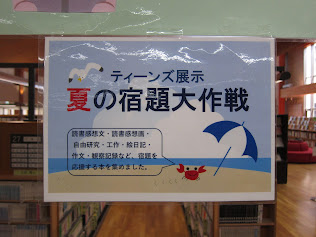 ティーンズ展示
夏の宿題大作戦
読書感想文・読書感想画・
自由研究・工作・絵日記・
作文・観察記録など、宿題を
応援する本を集めました。